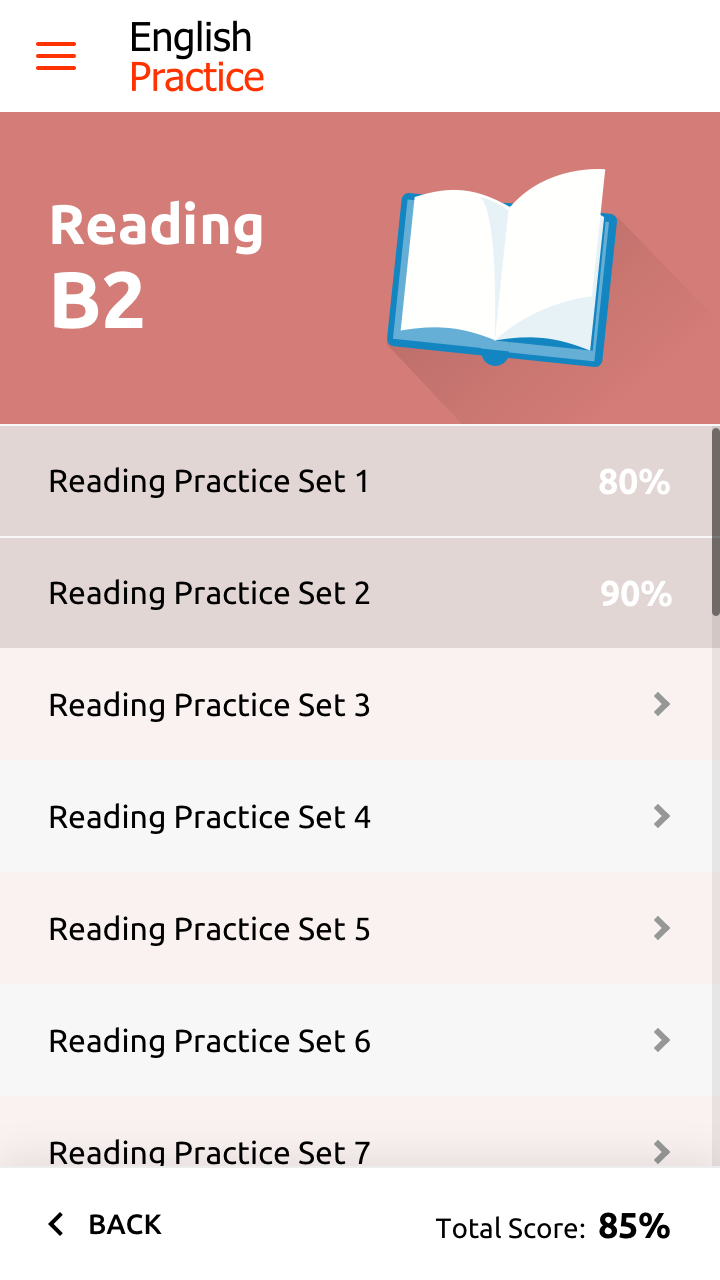 English
Practice
Reading
B2
Reading Practice Set 1 80%
Reading Practice Set 2 90%
Reading Practice Set 3
Reading Practice Set 4
Reading Practice Set 5
Reading Practice Set 6
Reading Practice Set 7
BACK Total Score: 85%